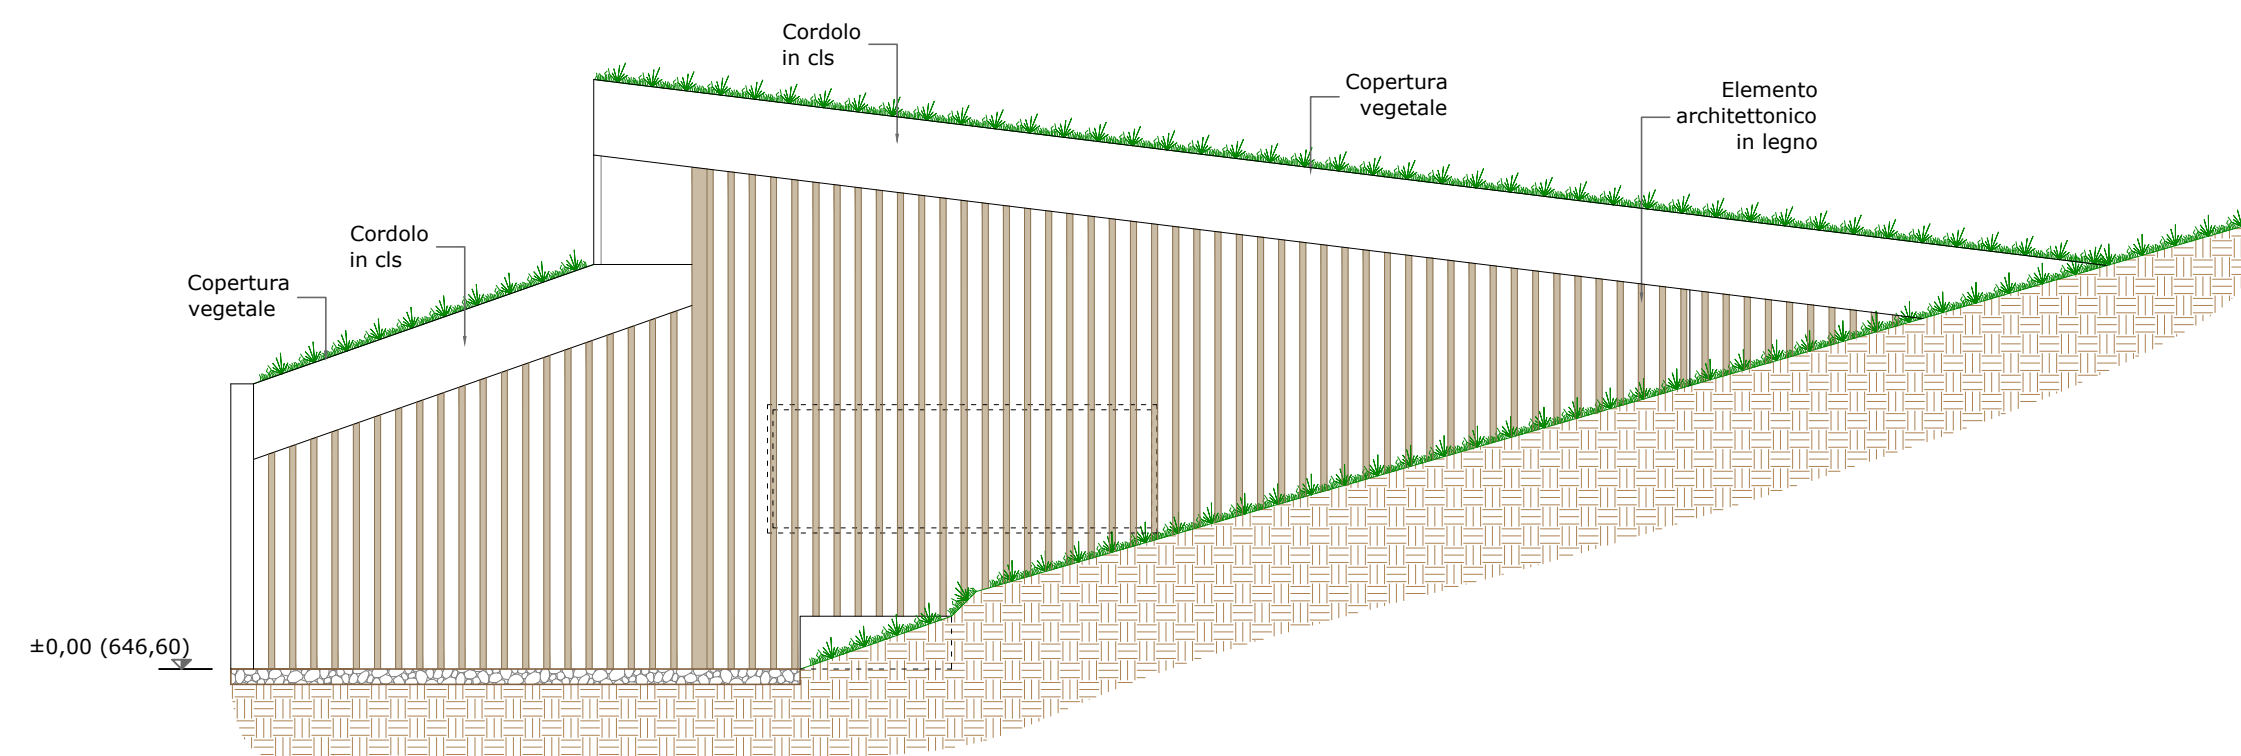 Cordolo
in cls
Copertura
vegetale
Elemento
architettonico
in legno
Cordolo
in cls
Copertura
vegetale
±0,00 (646,60)